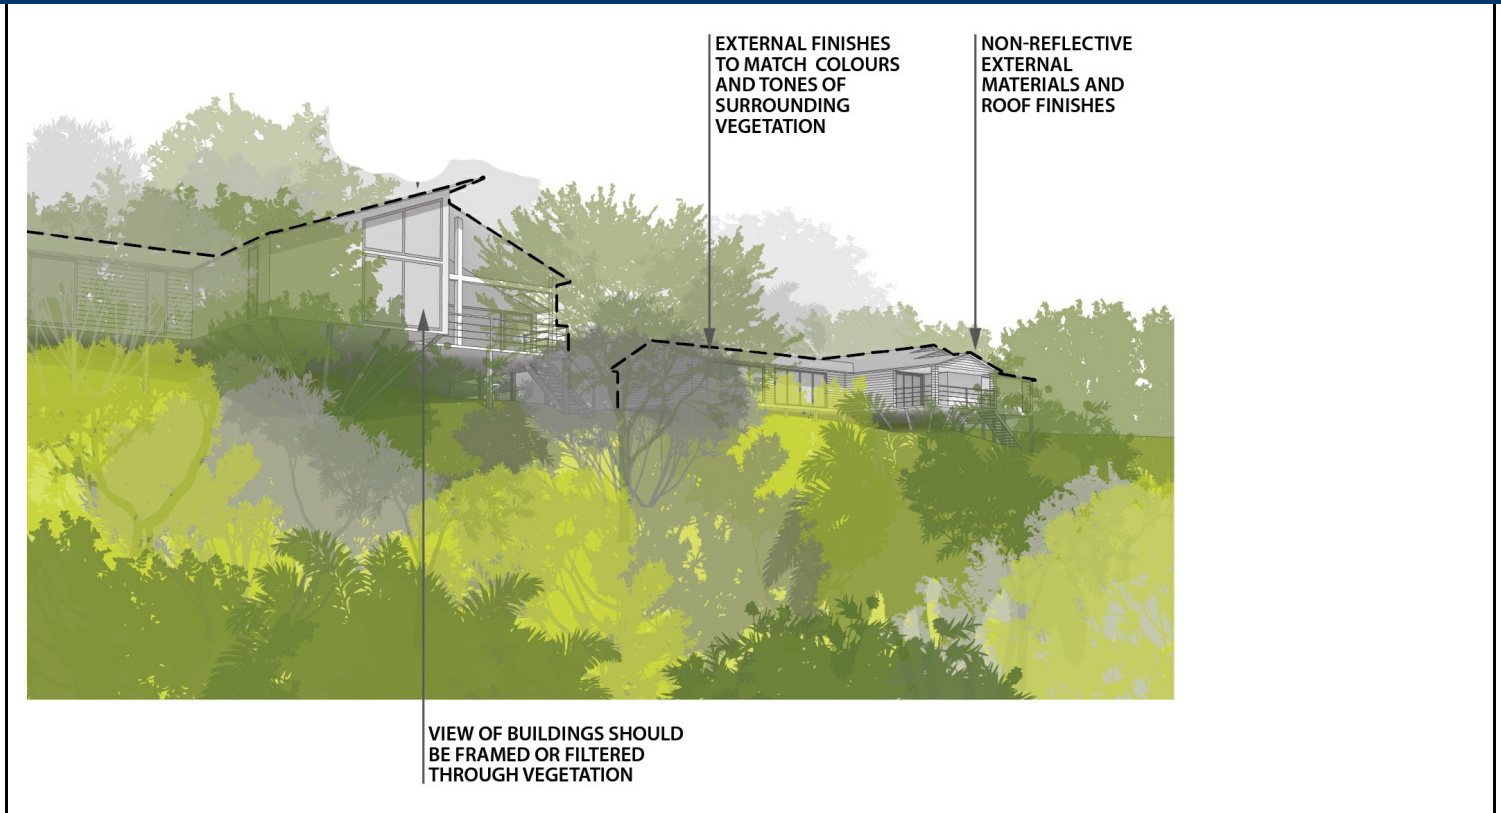 EXTERNAL FINISHES
TO MATCH COLOURS
AND TONES OF
SURROUNDING
VEGETATION
NON-REFLECTIVE
EXTERNAL
MATERIALS AND
ROOF FINISHES
VIEW OF BUILDINGS SHOULD
BE FRAMED OR FILTERED
THROUGH VEGETATION